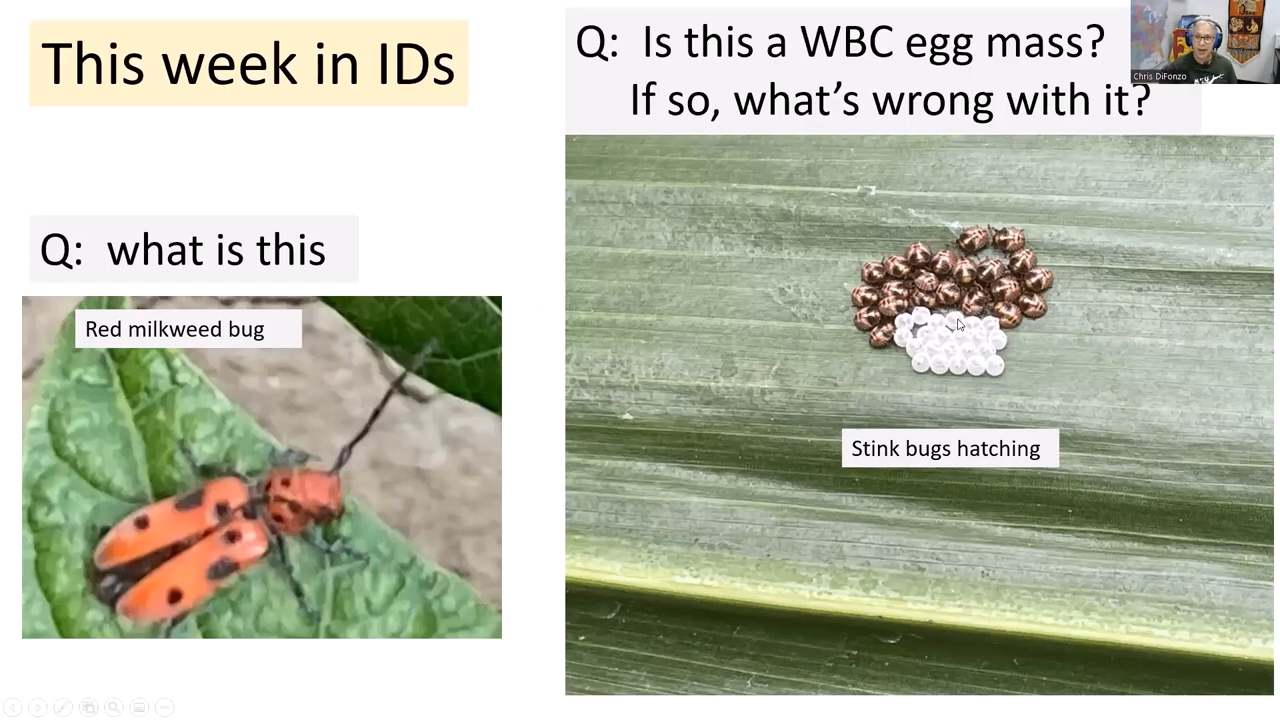 This week in IDs
Q: what is this
Red milkweed bug
Q: Is this a WBC egg mass?
If so, what's wrong with it?
Stink bugs hatching
Chris DiFonzo